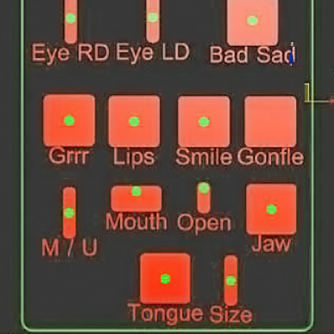 Eye RD Eye LD Bad Sad
Grrr Lips Smile Gonfle
Mouth Open
M / U Jaw
Tongue Size